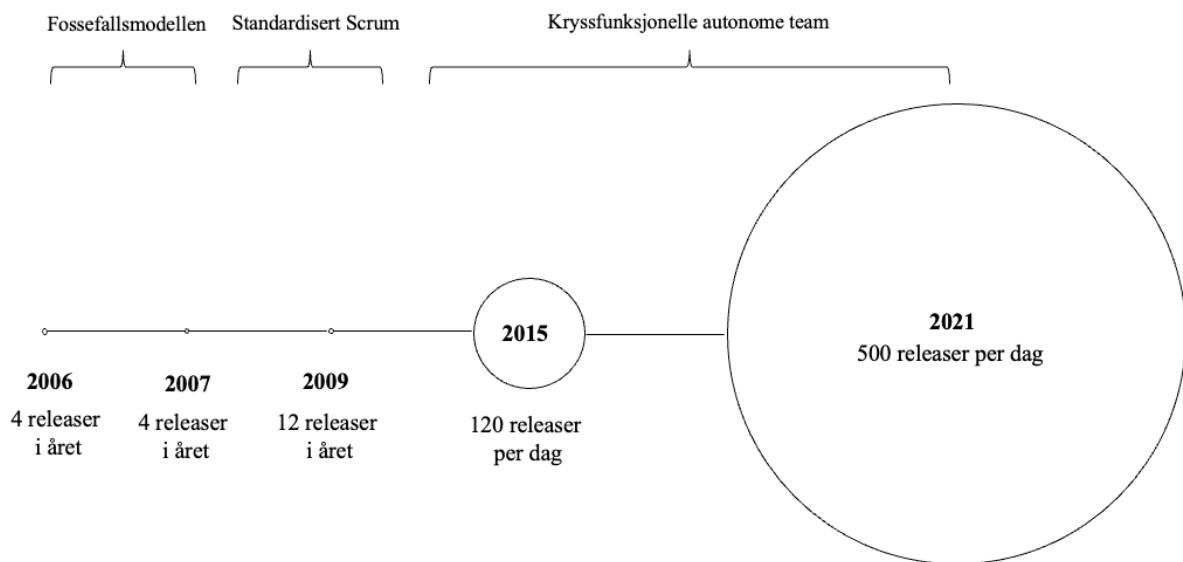 Fossefallsmodellen
Standardisert Scrum
Kryssfunksjonelle autonome team
2006
4 releaser
i året
2007
4 releaser
i året
2009
12 releaser
i året
2015
120 releaser
per dag
2021
500 releaser per dag